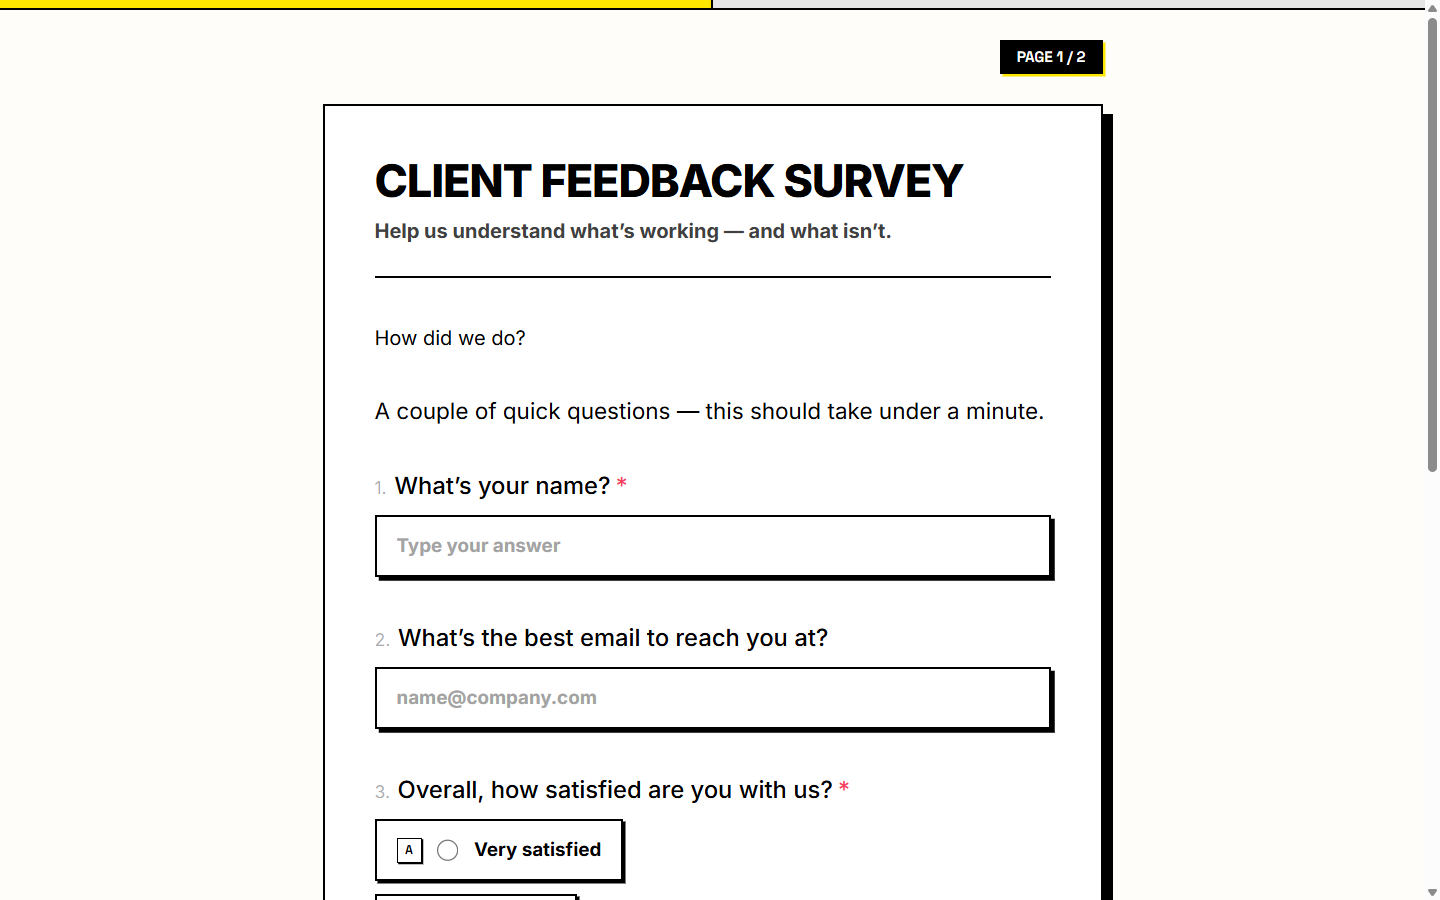 PAGE 1 / 2
CLIENT FEEDBACK SURVEY
Help us understand what’s working — and what isn’t.
How did we do?
A couple of quick questions — this should take under a minute.
1. What’s your name? *
Type your answer
2. What’s the best email to reach you at?
name@company.com
3. Overall, how satisfied are you with us? *
A Very satisfied